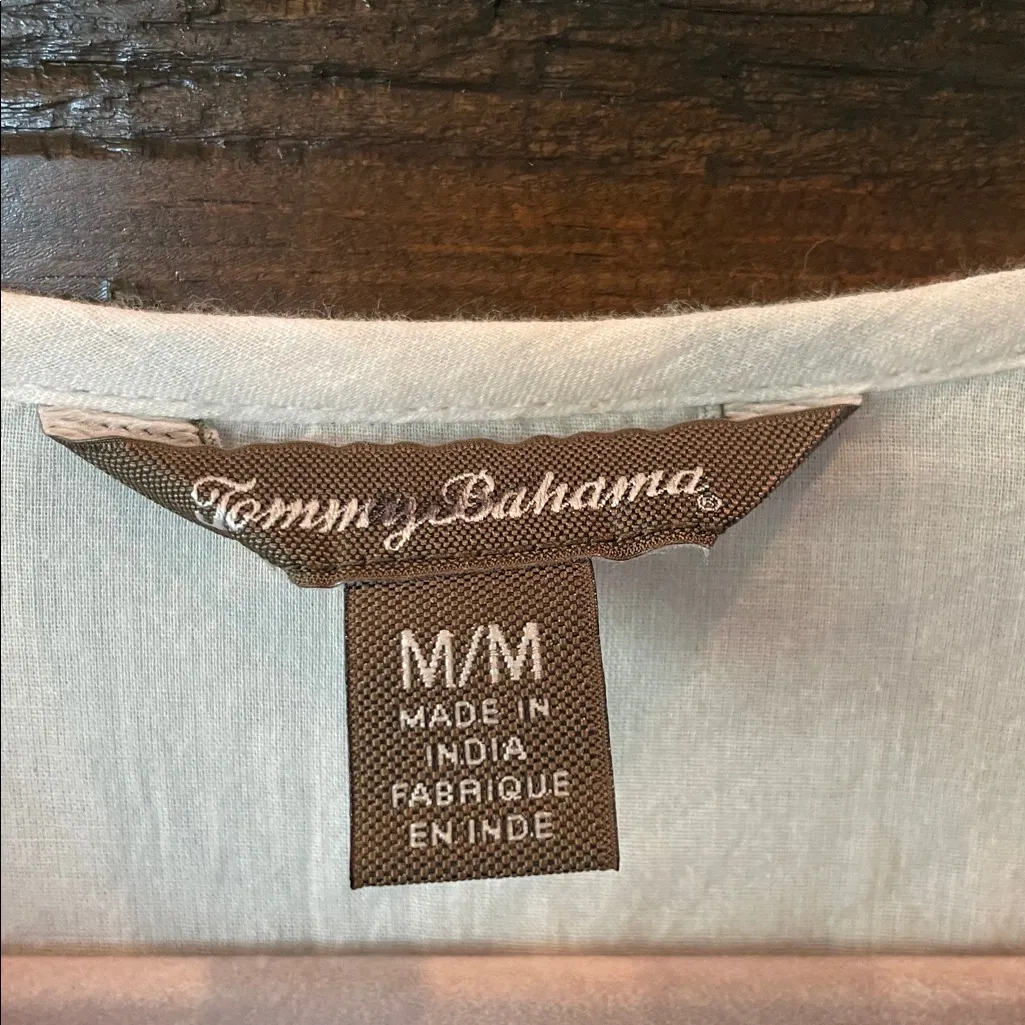 Tommy Bahama®
M/M
MADE IN
INDIA
FABRIQUE
EN INDE